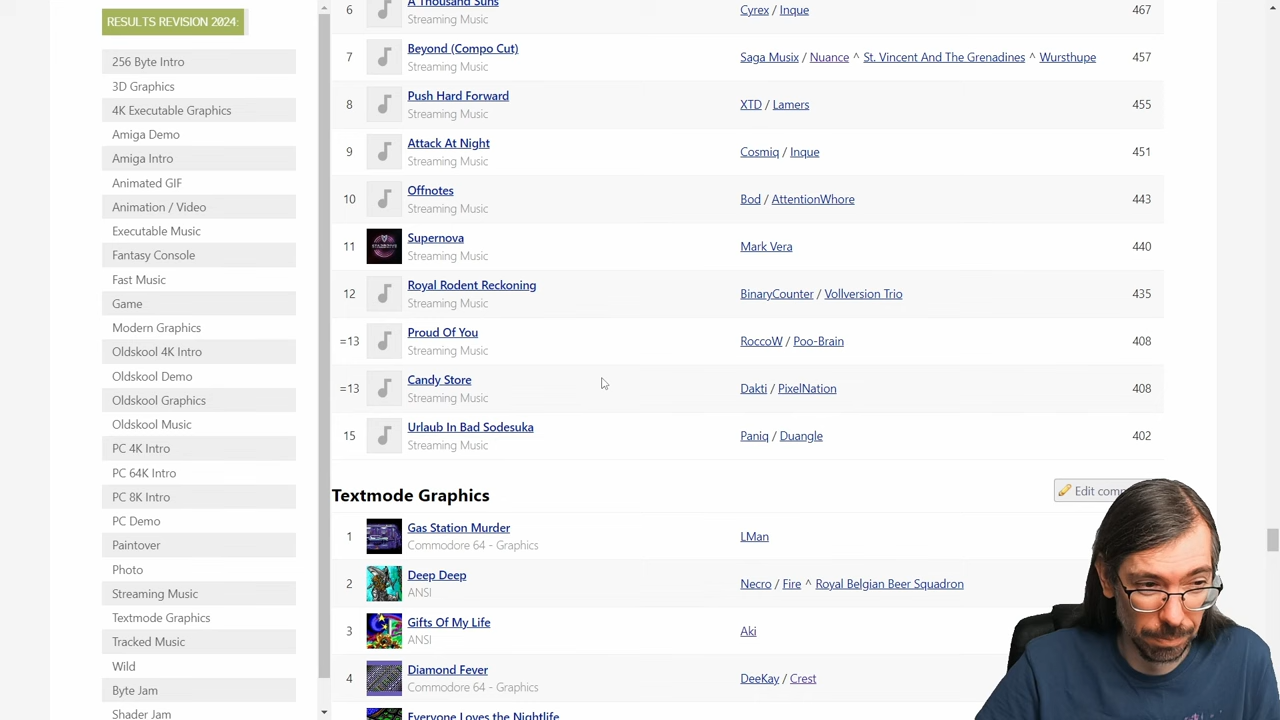 RESULTS REVISION 2024:
256 Byte Intro
3D Graphics
4K Executable Graphics
Amiga Demo
Amiga Intro
Animated GIF
Animation / Video
Executable Music
Fantasy Console
Fast Music
Game
Modern Graphics
Oldskool 4K Intro
Oldskool Demo
Oldskool Graphics
Oldskool Music
PC 4K Intro
PC 64K Intro
PC 8K Intro
PC Demo
Paintover
Photo
Streaming Music
Textmode Graphics
Tracked Music
Wild
Byte Jam
Shader Jam
6 A Thousand Suns Cyrex / Inque 467
Streaming Music
7 Beyond (Compo Cut) Saga Musix / Nuance ^ St. Vincent And The Grenadines ^ Wursthupe 457
Streaming Music
8 Push Hard Forward XTD / Lamers 455
Streaming Music
9 Attack At Night Cosmiq / Inque 451
Streaming Music
10 Offnotes Bod / AttentionWhore 443
Streaming Music
11 Supernova Mark Vera 440
Streaming Music
12 Royal Rodent Reckoning BinaryCounter / Vollversion Trio 435
Streaming Music
=13 Proud Of You RoccoW / Poo-Brain 408
Streaming Music
=13 Candy Store Dakti / PixelNation 408
Streaming Music
15 Urlaub In Bad Sodesuka Paniq / Duangle 402
Streaming Music
Textmode Graphics Edit com
1 Gas Station Murder LMan
Commodore 64 - Graphics
2 Deep Deep Necro / Fire ^ Royal Belgian Beer Squadron
ANSI
3 Gifts Of My Life Aki
ANSI
4 Diamond Fever DeeKay / Crest
Commodore 64 - Graphics
Everyone Loves the Nightlife